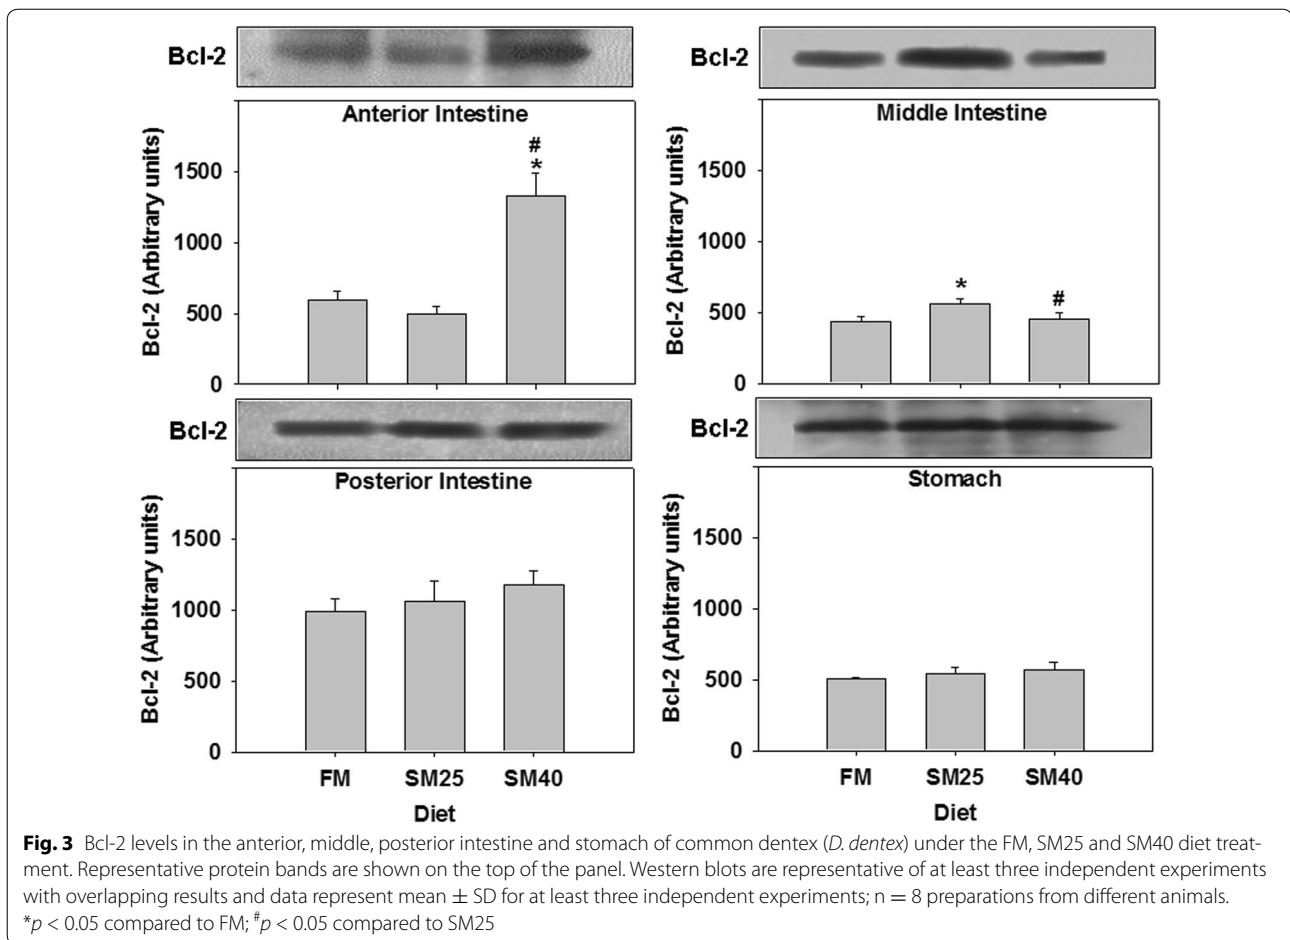 Bcl-2
Anterior Intestine
Bcl-2 (Arbitrary units)
1500
1000
500
0
#
*
Bcl-2
Middle Intestine
Bcl-2 (Arbitrary units)
1500
1000
500
0
*
#
Bcl-2
Posterior Intestine
Bcl-2 (Arbitrary units)
1500
1000
500
0
FM SM25 SM40
Diet
Bcl-2
Stomach
Bcl-2 (Arbitrary units)
1500
1000
500
0
FM SM25 SM40
Diet
Fig. 3 Bcl-2 levels in the anterior, middle, posterior intestine and stomach of common dentex (D. dentex) under the FM, SM25 and SM40 diet treat-
ment. Representative protein bands are shown on the top of the panel. Western blots are representative of at least three independent experiments
with overlapping results and data represent mean ± SD for at least three independent experiments; n = 8 preparations from different animals.
*p < 0.05 compared to FM; #p < 0.05 compared to SM25